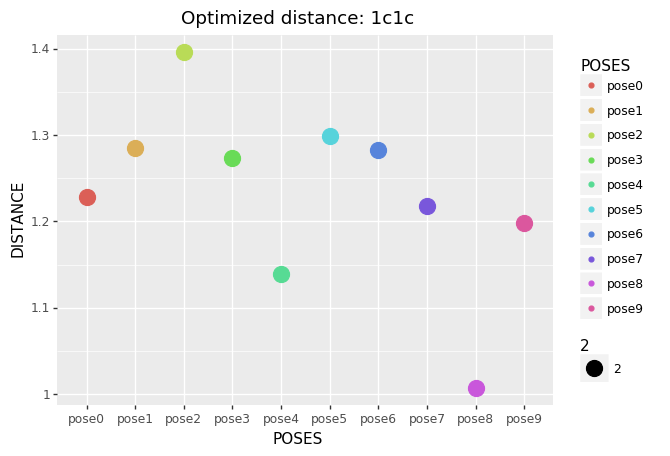 Optimized distance: 1c1c
DISTANCE
1.4
1.3
1.2
1.1
1
pose0 pose1 pose2 pose3 pose4 pose5 pose6 pose7 pose8 pose9
POSES
POSES
pose0
pose1
pose2
pose3
pose4
pose5
pose6
pose7
pose8
pose9
2
2